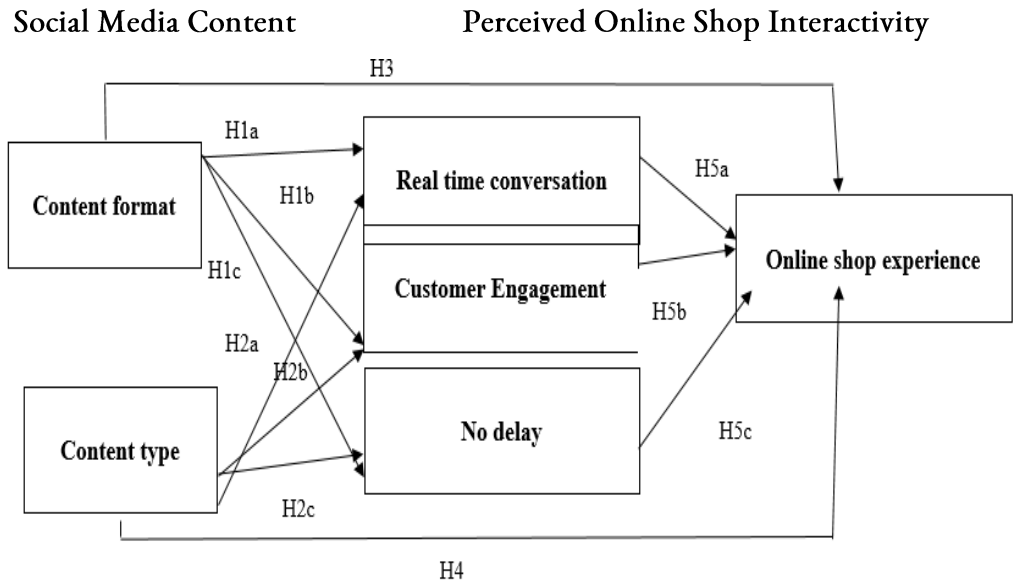 Social Media Content
Perceived Online Shop Interactivity
H3
H1a
H5a
Real time conversation
H1b
Content format
Online shop experience
H1c
Customer Engagement
H5b
H2a
H2b
Content type
No delay
H5c
H2c
H4